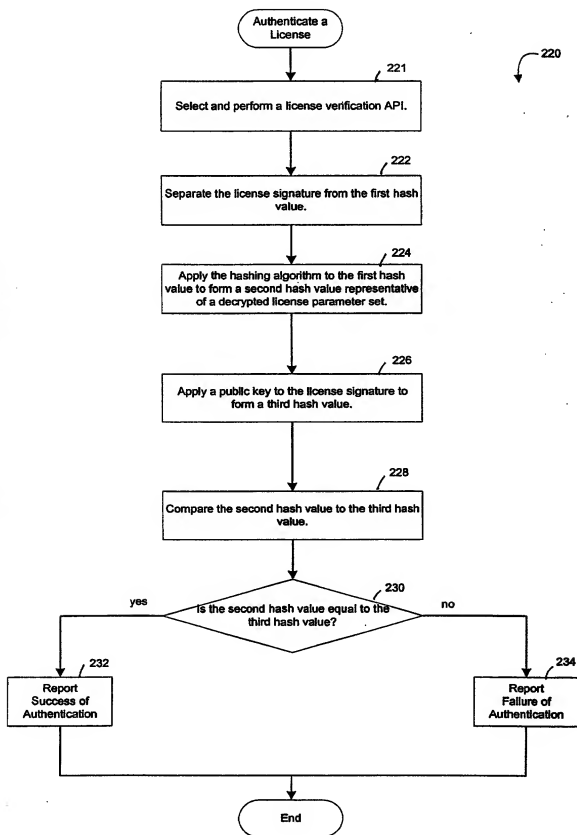 Authenticate a
License
220
221
Select and perform a license verification API.
222
Separate the license signature from the first hash
value.
224
Apply the hashing algorithm to the first hash
value to form a second hash value representative
of a decrypted license parameter set.
226
Apply a public key to the license signature to
form a third hash value.
228
Compare the second hash value to the third hash
value.
230
yes
Is the second hash value equal to the
third hash value?
no
232
Report
Success of
Authentication
234
Report
Failure of
Authentication
End